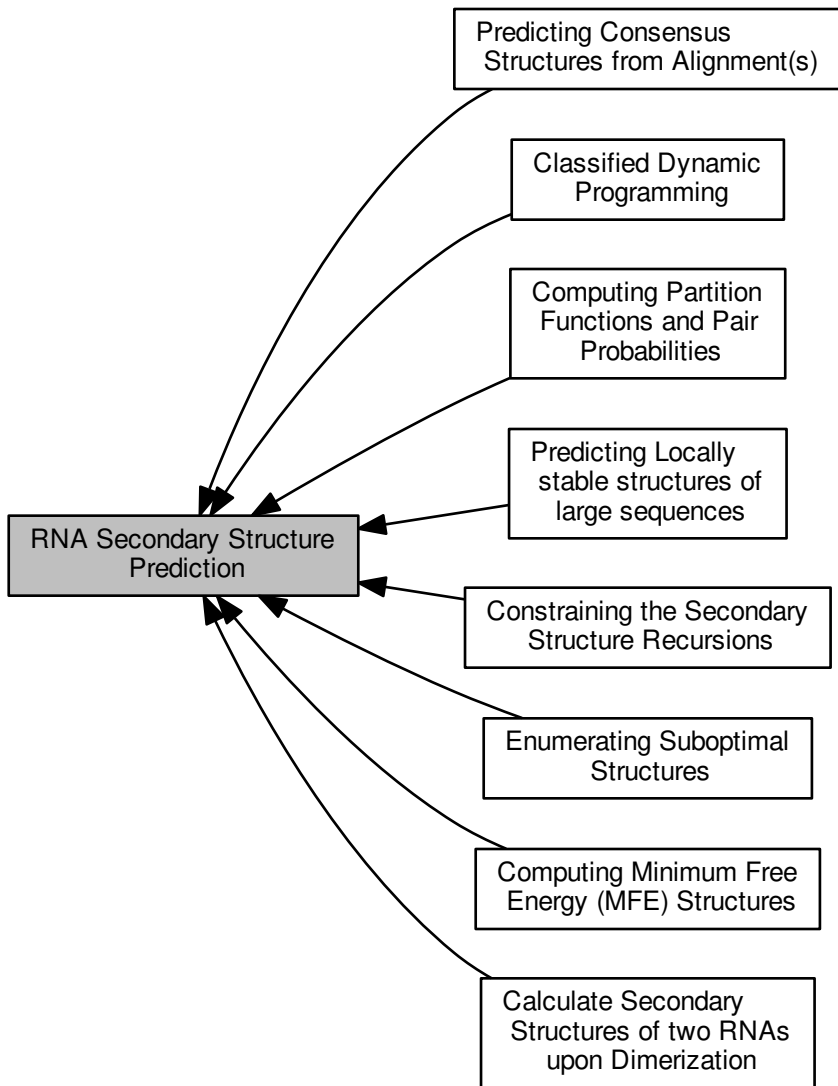 Predicting Consensus
Structures from Alignment(s)
Classified Dynamic
Programming
Computing Partition
Functions and Pair
Probabilities
Predicting Locally
stable structures of
large sequences
RNA Secondary Structure
Prediction
Constraining the Secondary
Structure Recursions
Enumerating Suboptimal
Structures
Computing Minimum Free
Energy (MFE) Structures
Calculate Secondary
Structures of two RNAs
upon Dimerization